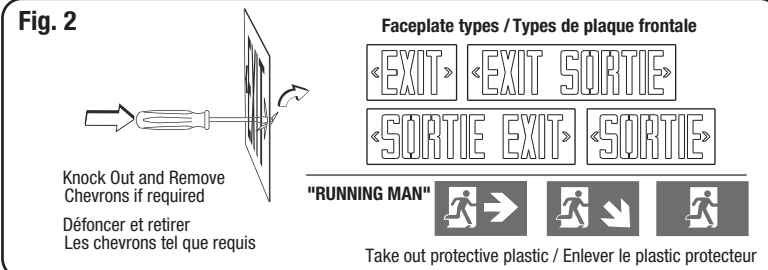 Fig. 2
Faceplate types / Types de plaque frontale
EXIT
EXIT
EXIT SORTIE
SORTIE EXIT
SORTIE
Knock Out and Remove
Chevrons if required
Défoncer et retirer
Les chevrons tel que requis
"RUNNING MAN"
Take out protective plastic / Enlever le plastic protecteur